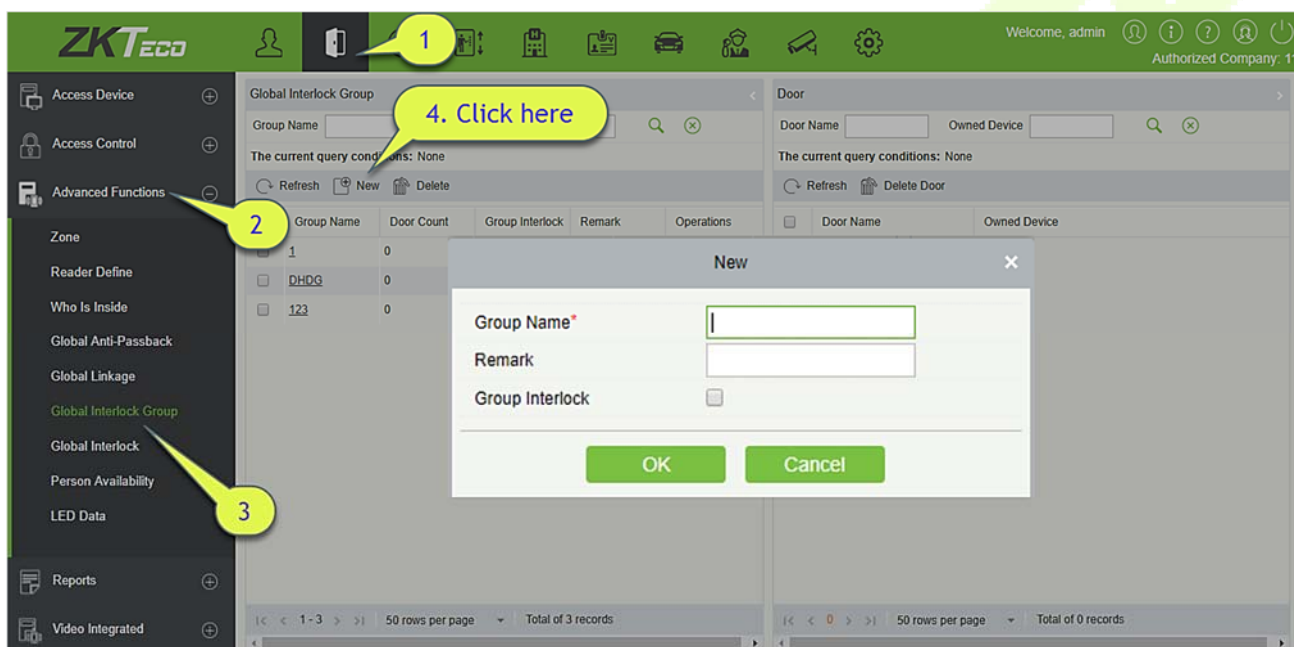 ZKTECO
1
Welcome, admin
Authorized Company: 1
Access Device
Access Control
Advanced Functions
2
Zone
Reader Define
Who Is Inside
Global Anti-Passback
Global Linkage
Global Interlock Group
Global Interlock
Person Availability
LED Data
3
Reports
Video Integrated
Global Interlock Group
Group Name
4. Click here
The current query conditions: None
Refresh New Delete
Group Name Door Count Group Interlock Remark Operations
1 0
DHDG 0
123 0
1-3 50 rows per page Total of 3 records
Door
Door Name Owned Device
The current query conditions: None
Refresh Delete Door
Door Name Owned Device
0 50 rows per page Total of 0 records
New
Group Name*
Remark
Group Interlock
OK Cancel